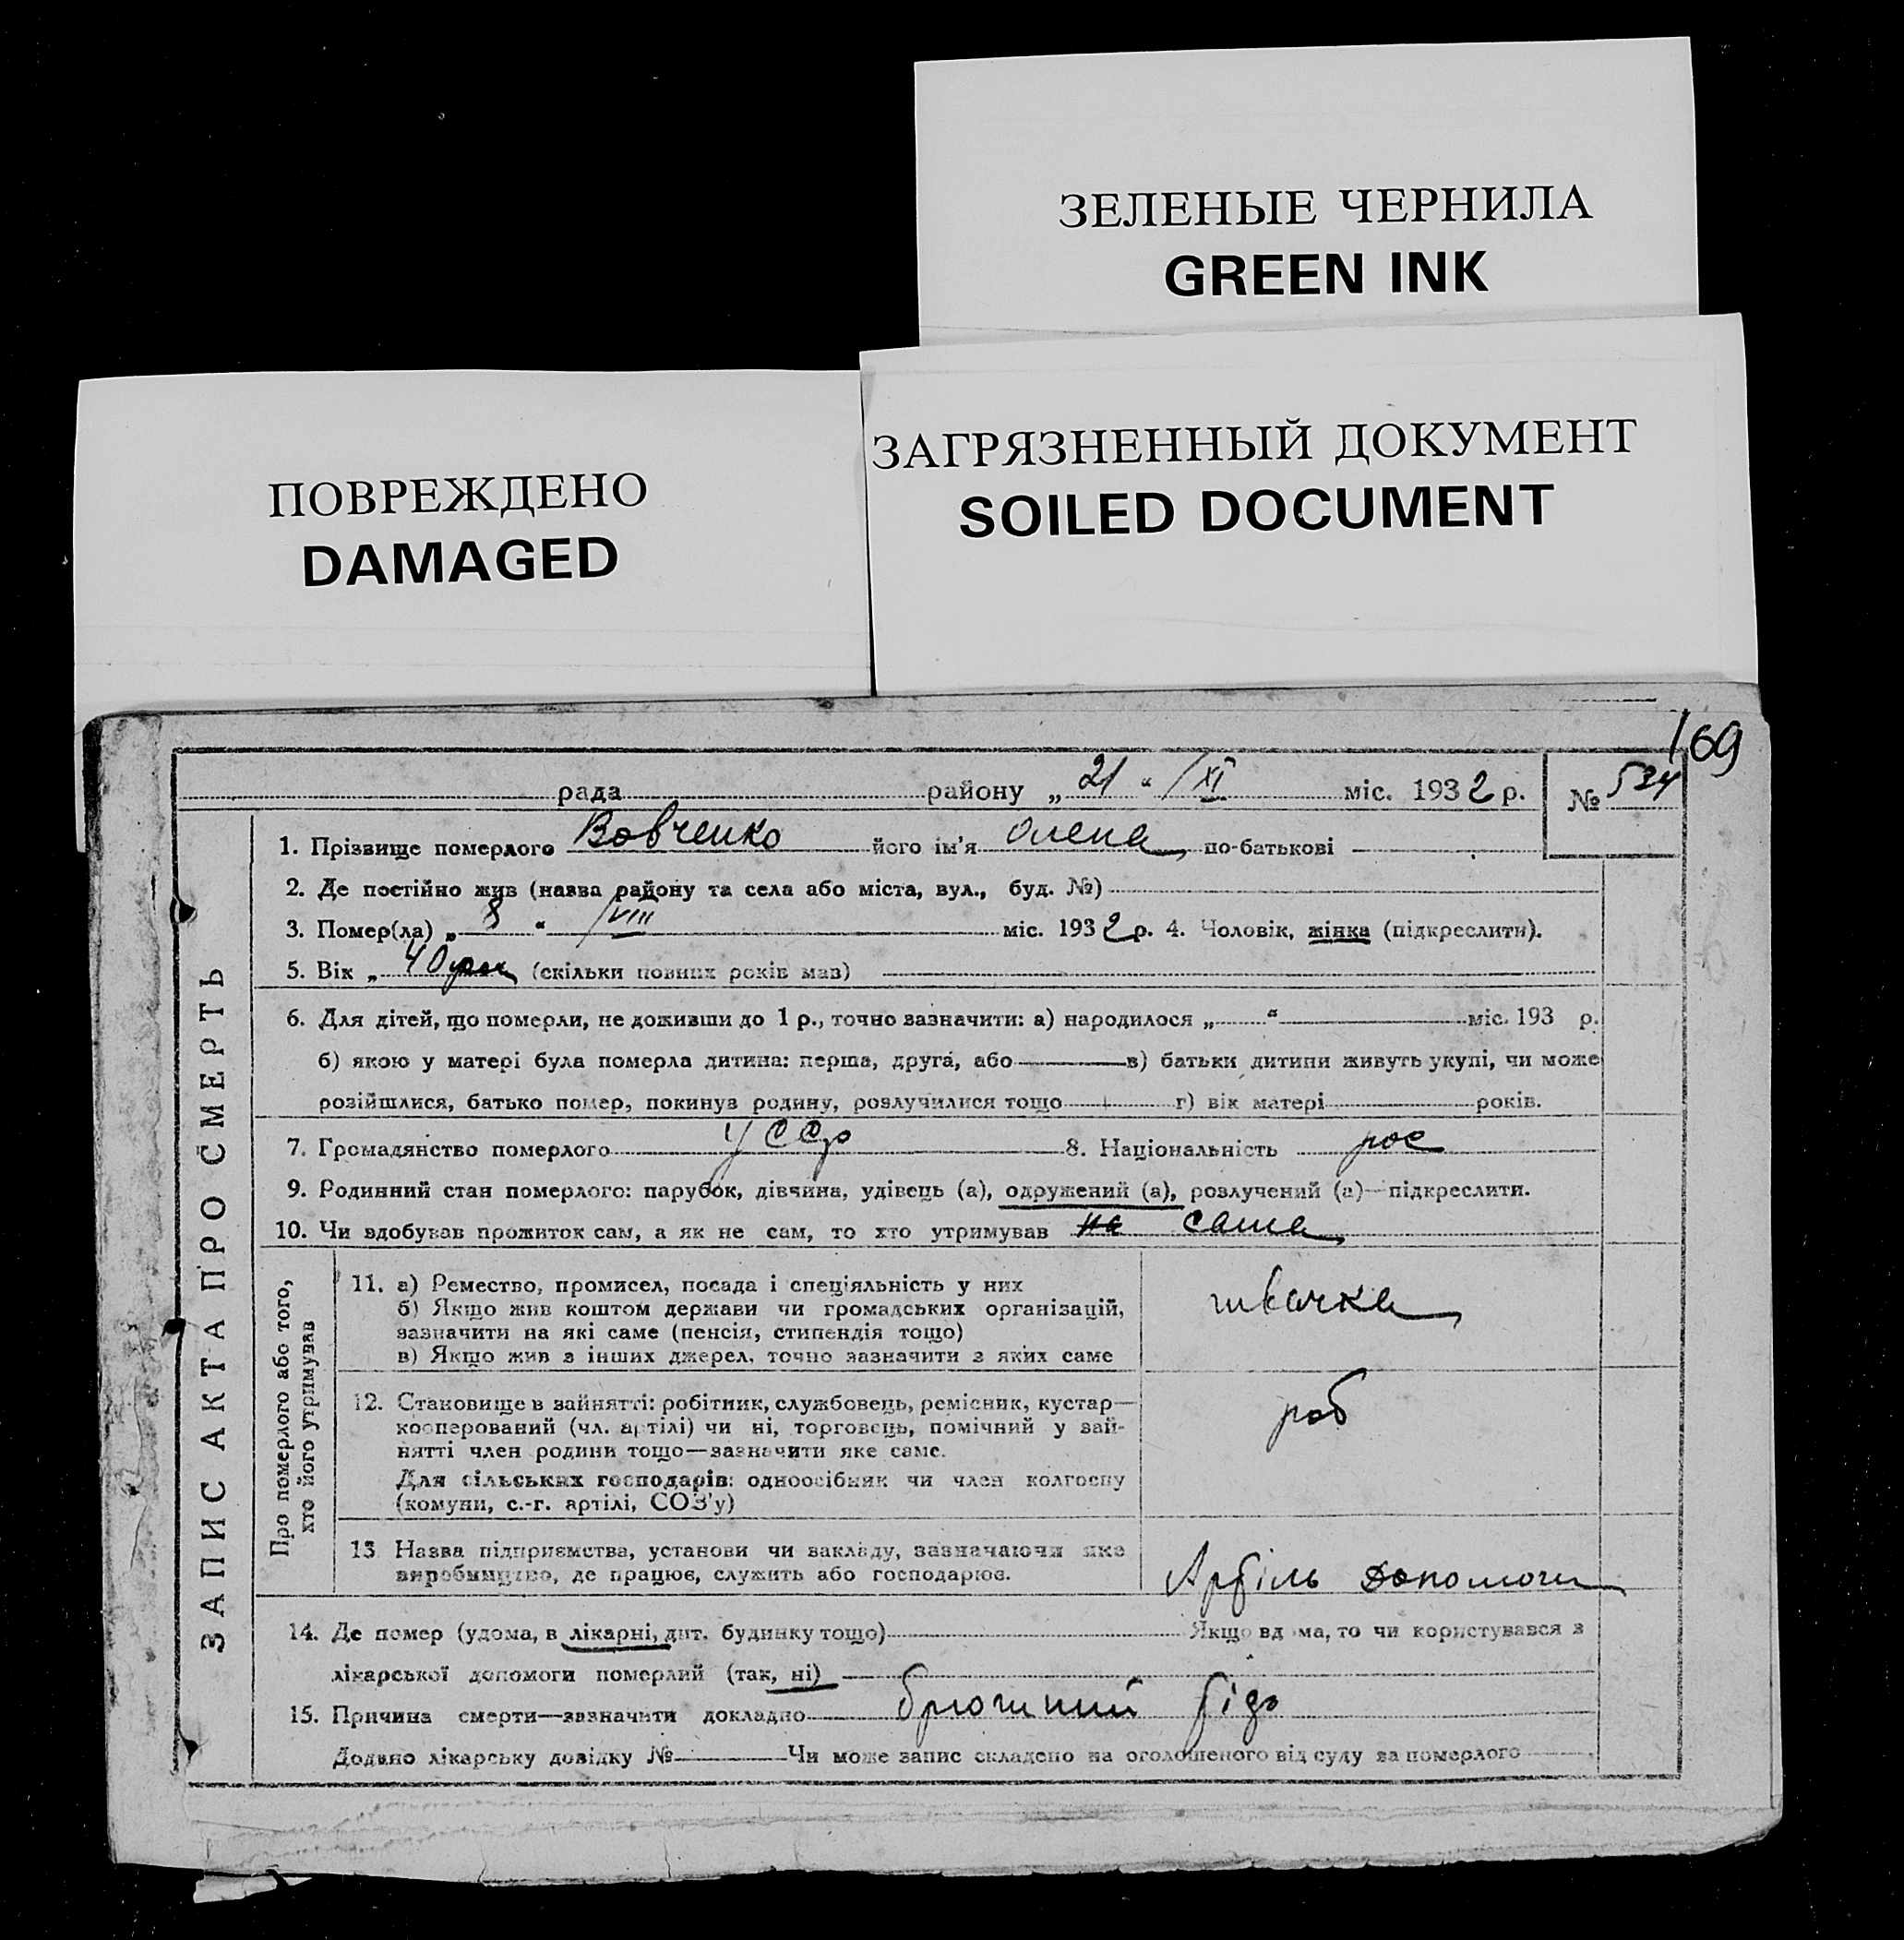 ЗЕЛЕНЫЕ ЧЕРНИЛА
GREEN INK
ЗАГРЯЗНЕННЫЙ ДОКУМЕНТ
SOILED DOCUMENT
ПОВРЕЖДЕНО
DAMAGED
169
рада району „ 21 “ /XI міс. 1932 р. № 524
ЗАПИС АКТА ПРО СМЕРТЬ
1. Прізвище померлого Вовченко його ім'я Олена по-батькові
2. Де постійно жив (назва району та села або міста, вул., буд. №)
3. Помер(ла) „ 8 “ /VIII міс. 1932 р. 4. Чоловік, жінка (підкреслити).
5. Вік „ 40 рок (скільки повних років мав)
6. Для дітей, що померли, не доживши до 1 р., точно зазначити: а) народилося „ “ міс. 193 р.
б) якою у матері була померла дитина: перша, друга, або в) батьки дитини живуть укупі, чи може
розійшлися, батько помер, покинув родину, розлучилися тощо г) вік матері років.
7. Громадянство померлого УССР 8. Національність рос
9. Родинний стан померлого: парубок, дівчина, удівець (а), одружений (а), розлучений (а)—підкреслити.
10. Чи здобував прожиток сам, а як не сам, то хто утримував на сама
Про померлого або того,
хто його утримував
11. а) Ремество, промисел, посада і спеціяльність у них
б) Якщо жив коштом держави чи громадських організацій,
зазначити на які саме (пенсія, стипендія тощо)
в) Якщо жив з інших джерел, точно зазначити з яких саме
швачка
12. Становище в зайнятті: робітник, службовець, ремісник, кустар—
кооперований (чл. артілі) чи ні, торговець, помічний у зай-
нятті член родини тощо—зазначити яке саме.
Для сільських господарів: одноосібник чи член колгоспу
(комуни, с.-г. артілі, СОЗ'у)
роб
13 Назва підприємства, установи чи закладу, зазначаючи яке
виробництво, де працює, служить або господарює.
Артіль Допомоги
14. Де помер (удома, в лікарні, дит. будинку тощо) Якщо вдома, то чи користувався з
лікарської допомоги померлий (так, ні)
15. Причина смерти—зазначити докладно брюшний
Додано лікарську довідку № Чи може запис складено на оголошеного від суду за померлого